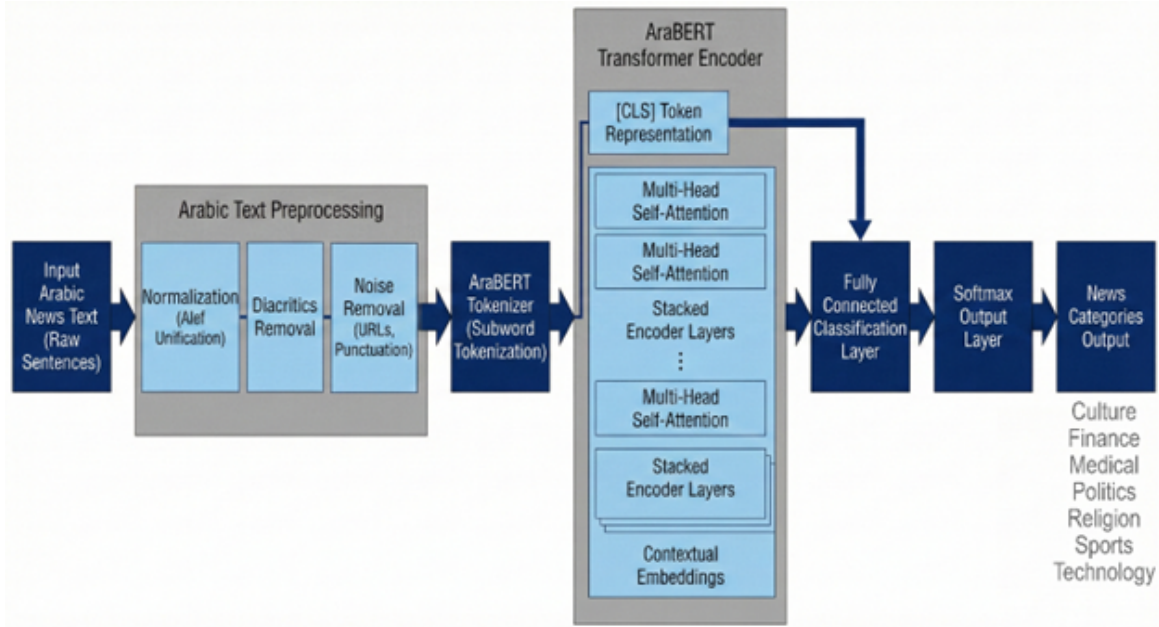 Input
Arabic
News Text
(Raw
Sentences)
Arabic Text Preprocessing
Normalization
(Alef
Unification)
Diacritics
Removal
Noise
Removal
(URLs,
Punctuation)
AraBERT
Tokenizer
(Subword
Tokenization)
AraBERT
Transformer Encoder
[CLS] Token
Representation
Multi-Head
Self-Attention
Multi-Head
Self-Attention
Stacked
Encoder Layers
⋮
Multi-Head
Self-Attention
Stacked
Encoder Layers
Contextual
Embeddings
Fully
Connected
Classification
Layer
Softmax
Output
Layer
News
Categories
Output
Culture
Finance
Medical
Politics
Religion
Sports
Technology